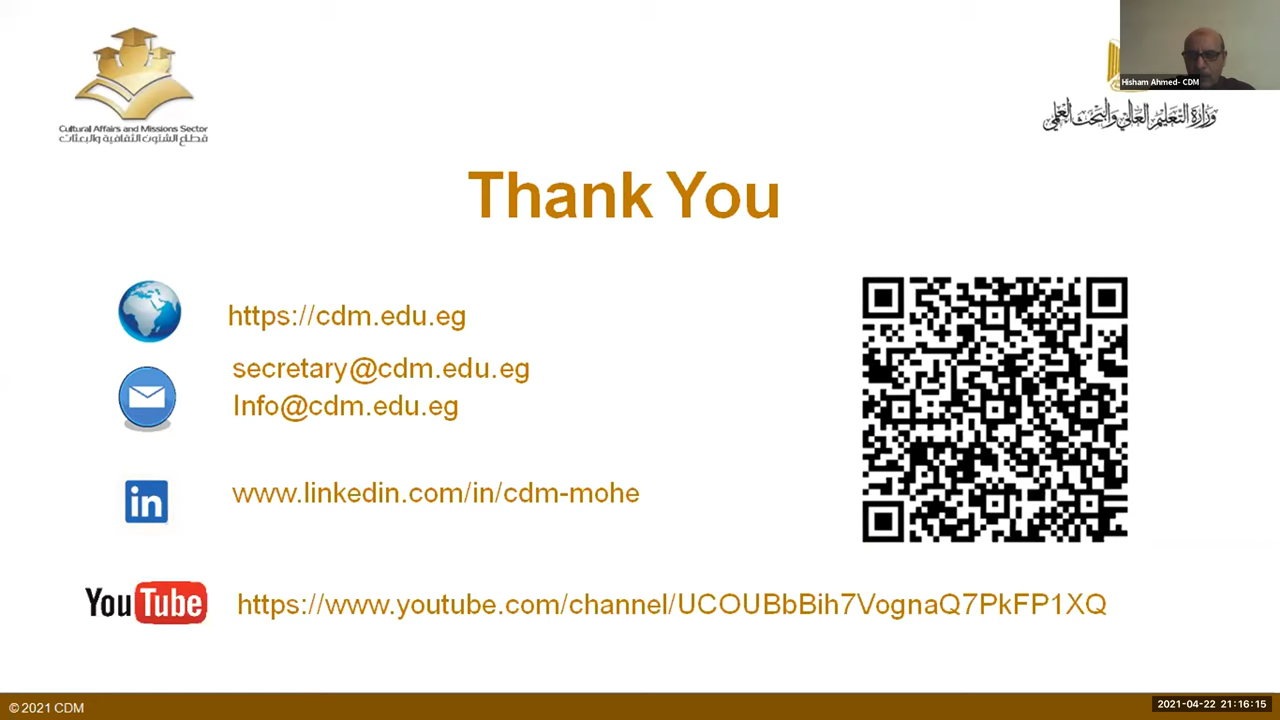 Cultural Affairs and Missions Sector
قطاع الشئون الثقافية والبعثات
Hisham Ahmed- CDM
وزارة التعليم العالي والبحث العلمي
Thank You
https://cdm.edu.eg
secretary@cdm.edu.eg
Info@cdm.edu.eg
in
www.linkedin.com/in/cdm-mohe
YouTube
https://www.youtube.com/channel/UCOUBbBih7VognaQ7PkFP1XQ
© 2021 CDM
2021-04-22 21:16:15